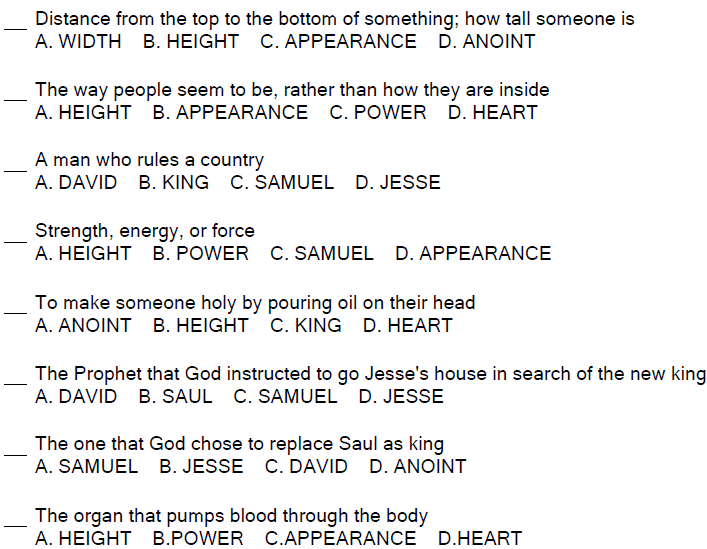 __ Distance from the top to the bottom of something; how tall someone is
A. WIDTH B. HEIGHT C. APPEARANCE D. ANOINT
__ The way people seem to be, rather than how they are inside
A. HEIGHT B. APPEARANCE C. POWER D. HEART
__ A man who rules a country
A. DAVID B. KING C. SAMUEL D. JESSE
__ Strength, energy, or force
A. HEIGHT B. POWER C. SAMUEL D. APPEARANCE
__ To make someone holy by pouring oil on their head
A. ANOINT B. HEIGHT C. KING D. HEART
__ The Prophet that God instructed to go Jesse's house in search of the new king
A. DAVID B. SAUL C. SAMUEL D. JESSE
__ The one that God chose to replace Saul as king
A. SAMUEL B. JESSE C. DAVID D. ANOINT
__ The organ that pumps blood through the body
A. HEIGHT B.POWER C.APPEARANCE D.HEART